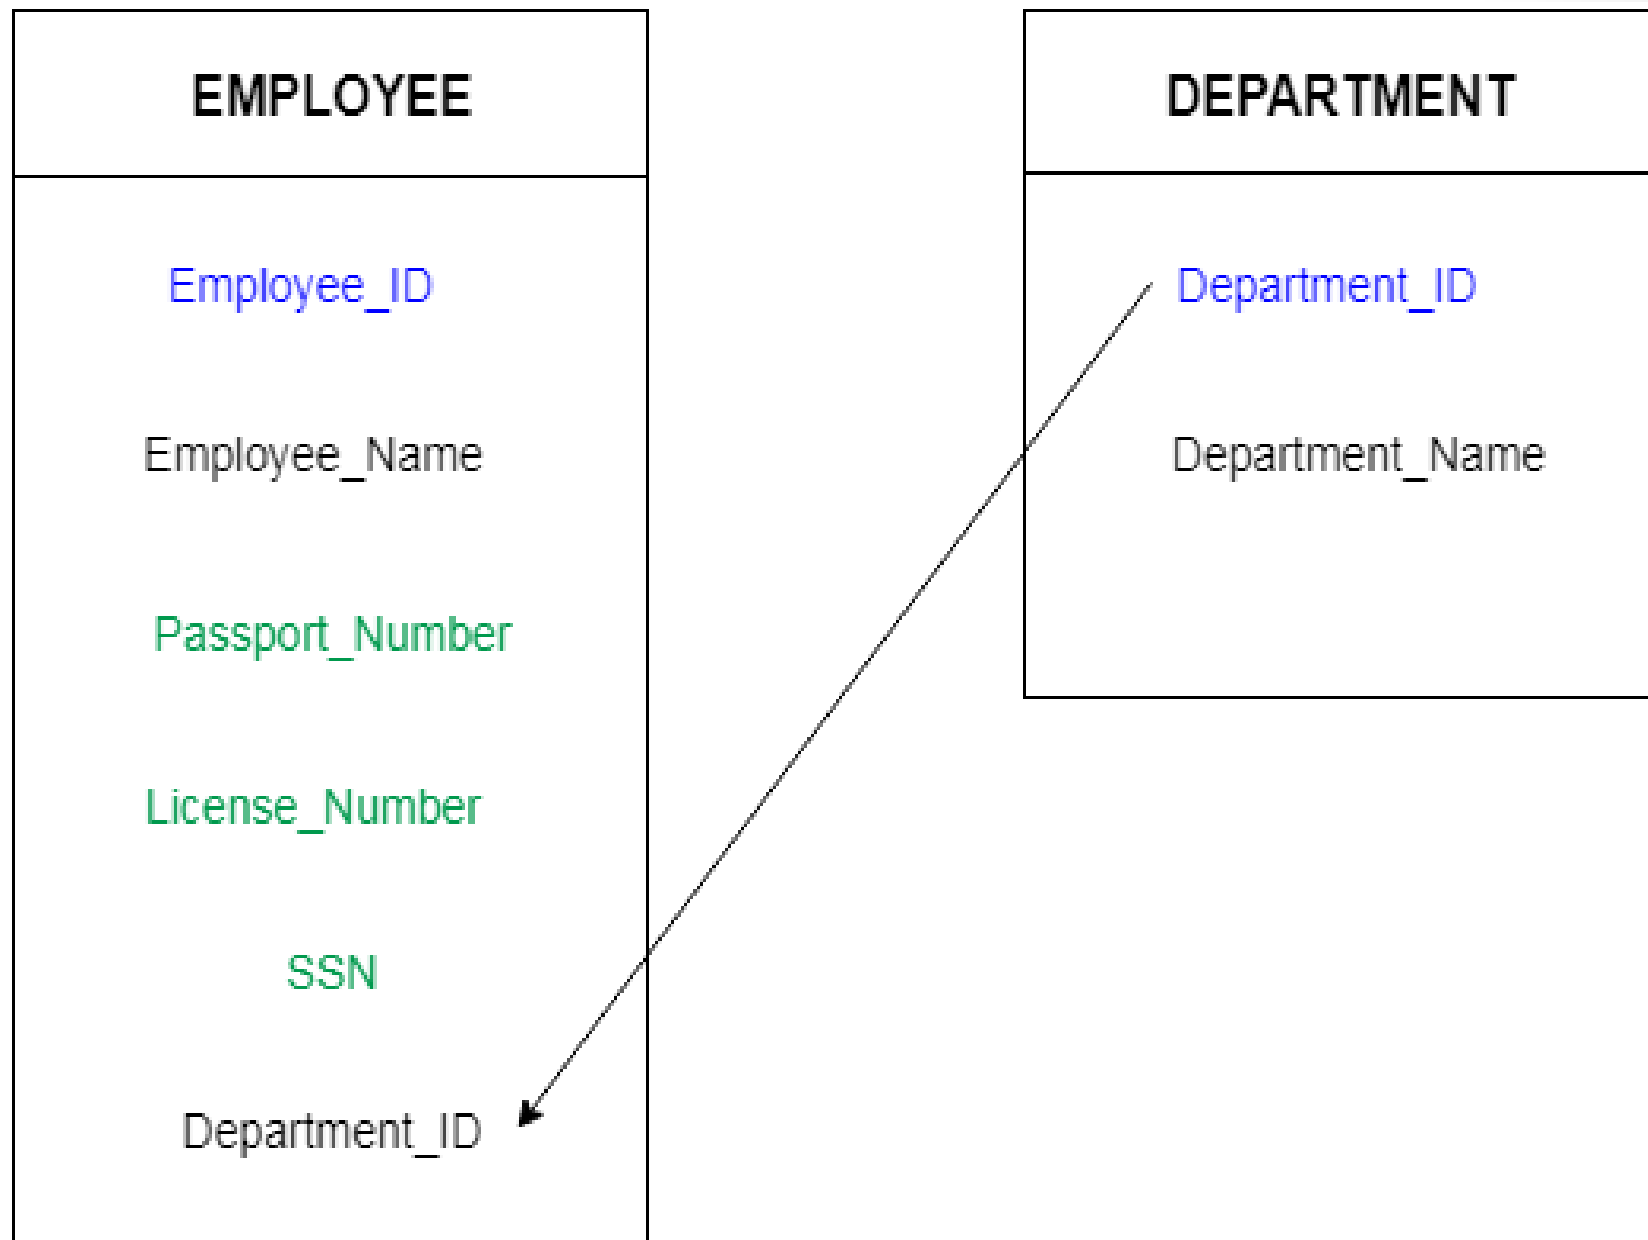 EMPLOYEE
Employee_ID
Employee_Name
Passport_Number
License_Number
SSN
Department_ID
DEPARTMENT
Department_ID
Department_Name